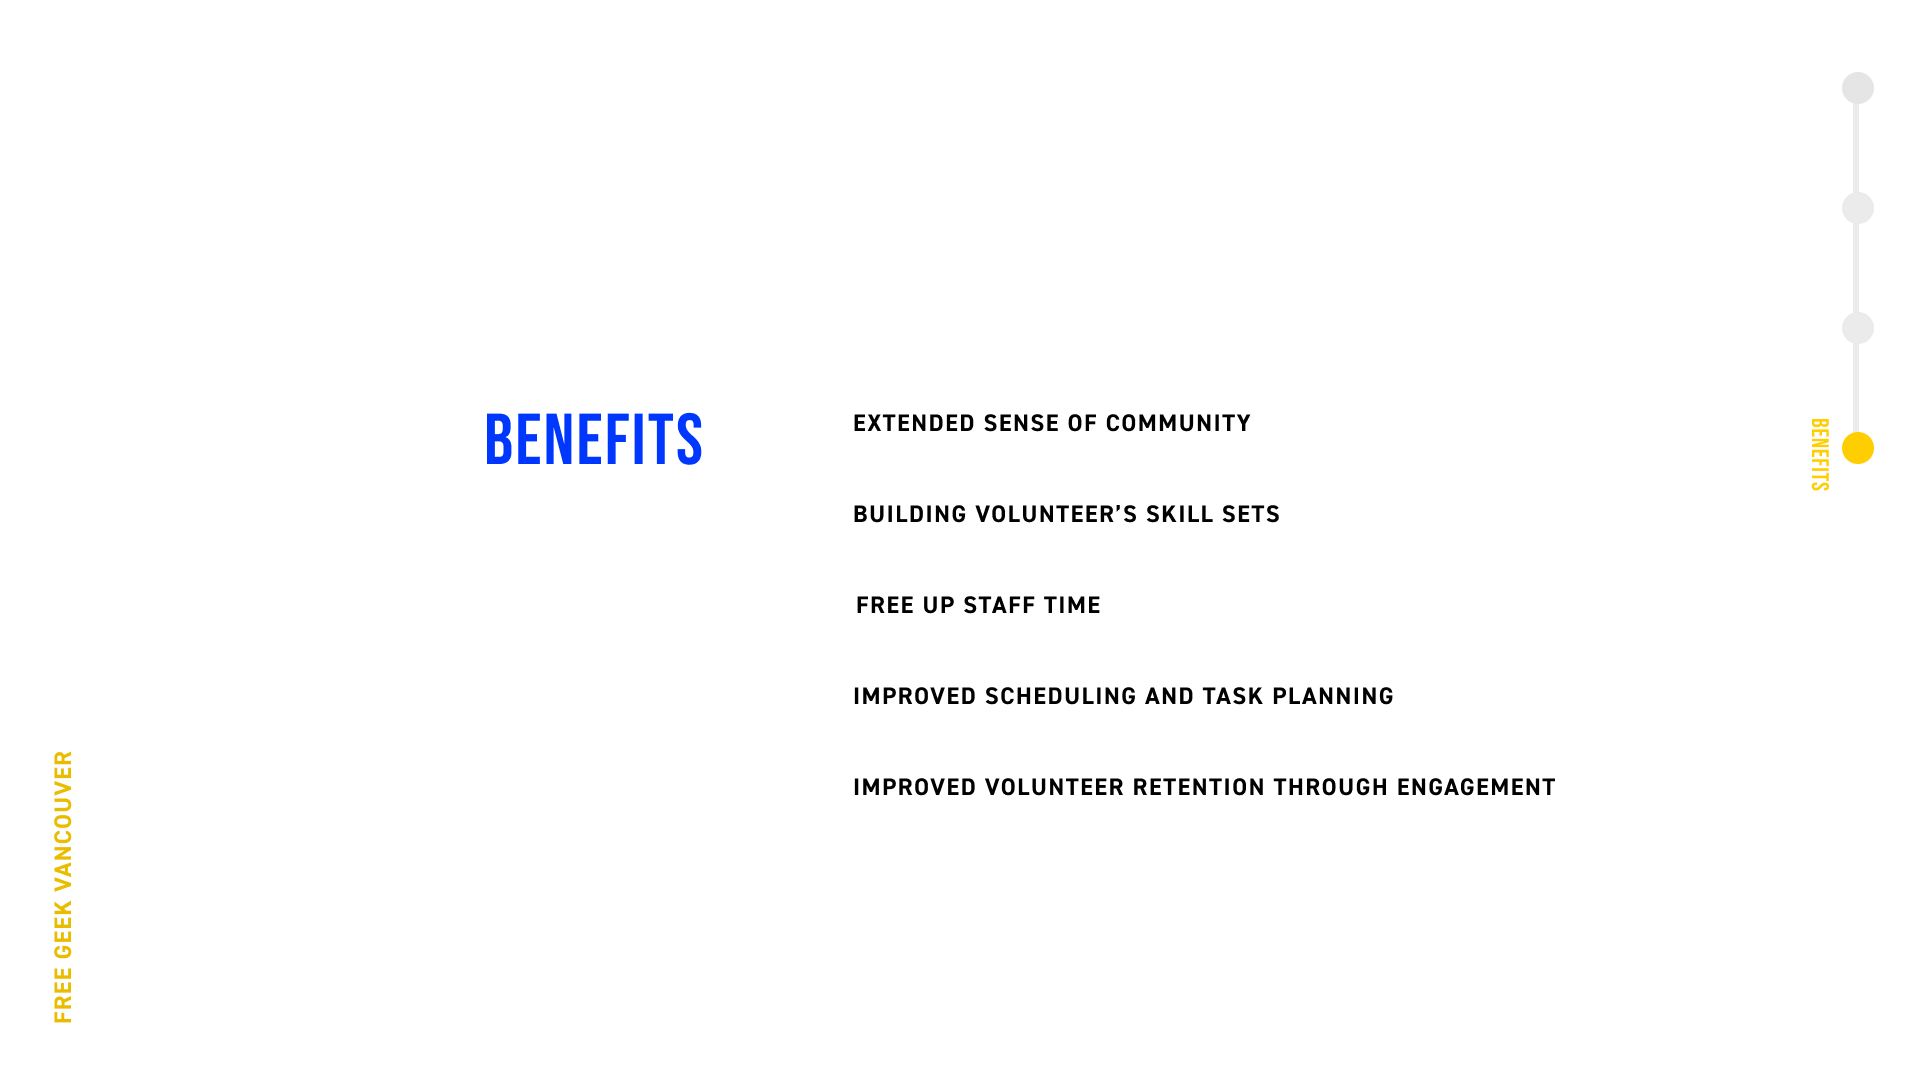 BENEFITS
EXTENDED SENSE OF COMMUNITY
BUILDING VOLUNTEER’S SKILL SETS
FREE UP STAFF TIME
IMPROVED SCHEDULING AND TASK PLANNING
IMPROVED VOLUNTEER RETENTION THROUGH ENGAGEMENT
BENEFITS
FREE GEEK VANCOUVER